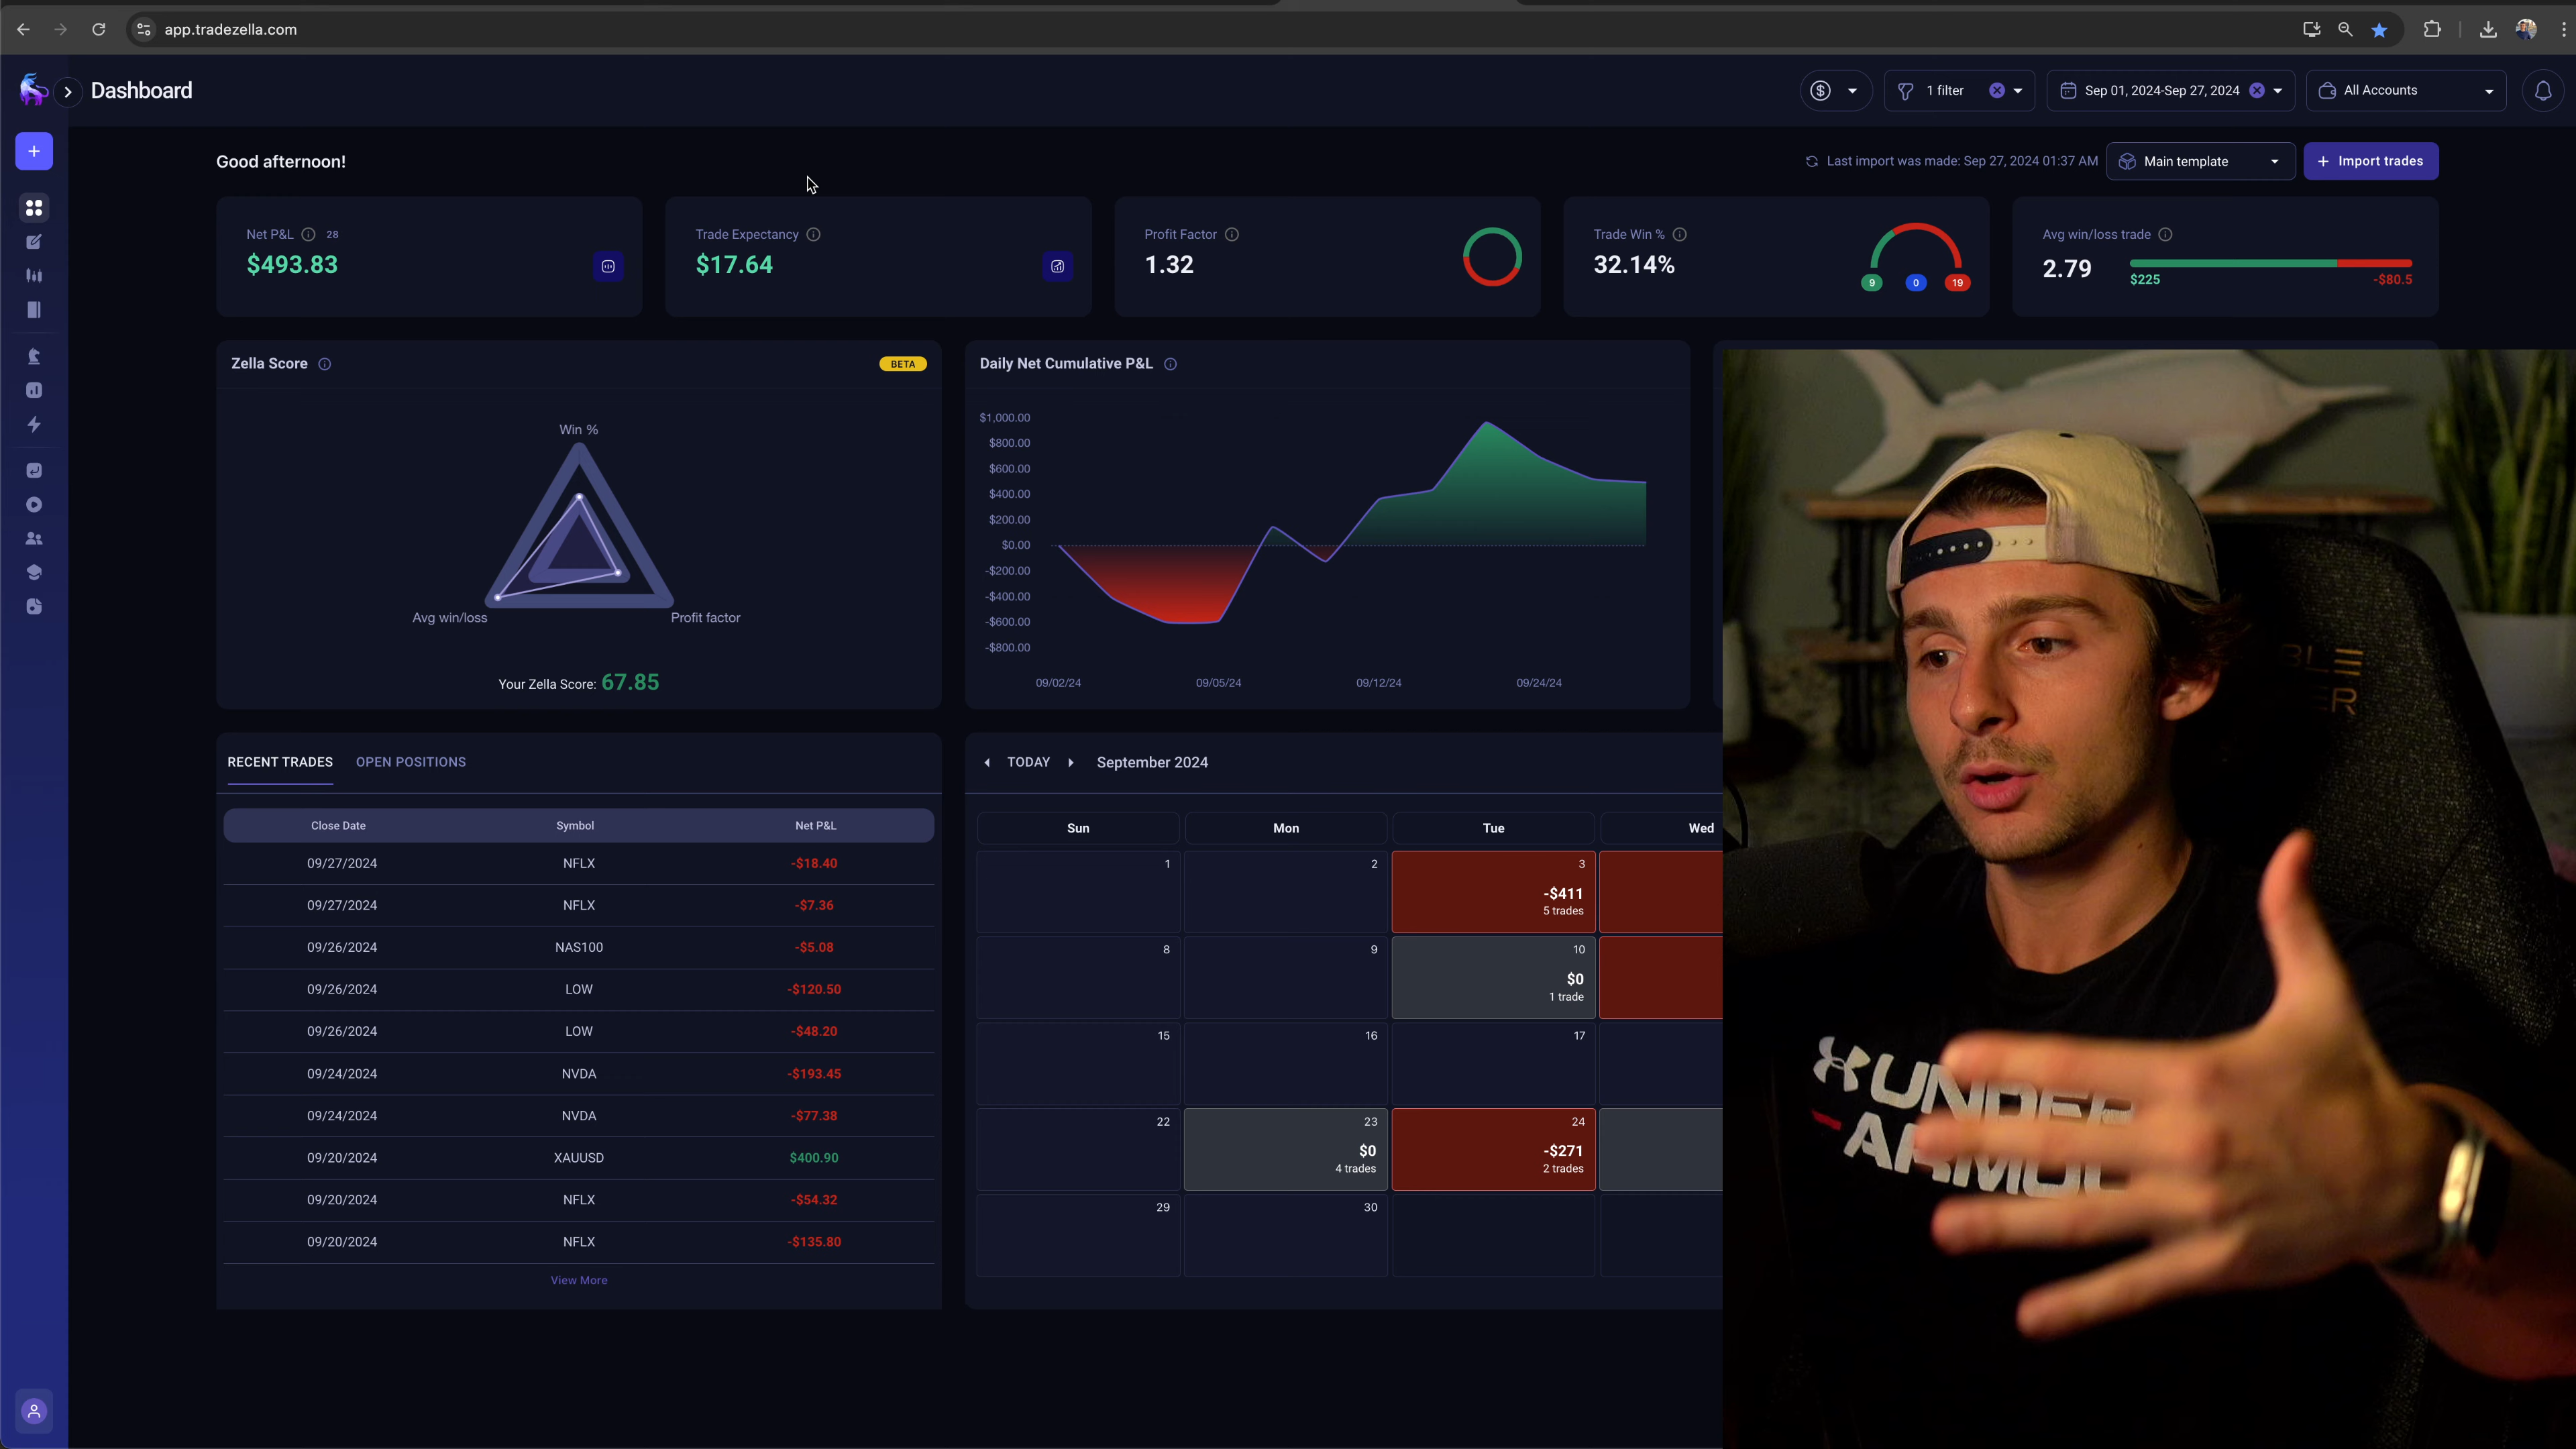 app.tradezella.com
Dashboard
1 filter
Sep 01, 2024-Sep 27, 2024
All Accounts
+
Good afternoon!
Last import was made: Sep 27, 2024 01:37 AM
Main template
+ Import trades
Net P&L 28
$493.83
Trade Expectancy
$17.64
Profit Factor
1.32
Trade Win %
32.14%
9 0 19
Avg win/loss trade
2.79
$225 -$80.5
Zella Score
BETA
Win %
Avg win/loss
Profit factor
Your Zella Score: 67.85
Daily Net Cumulative P&L
$1,000.00
$800.00
$600.00
$400.00
$200.00
$0.00
-$200.00
-$400.00
-$600.00
-$800.00
09/02/24 09/05/24 09/12/24 09/24/24
RECENT TRADES OPEN POSITIONS
Close Date Symbol Net P&L
09/27/2024 NFLX -$18.40
09/27/2024 NFLX -$7.36
09/26/2024 NAS100 -$5.08
09/26/2024 LOW -$120.50
09/26/2024 LOW -$48.20
09/24/2024 NVDA -$193.45
09/24/2024 NVDA -$77.38
09/20/2024 XAUUSD $400.90
09/20/2024 NFLX -$54.32
09/20/2024 NFLX -$135.80
View More
TODAY September 2024
Sun Mon Tue Wed
1 2 3
-$411
5 trades
8 9 10
$0
1 trade
15 16 17
22 23 24
$0 -$271
4 trades 2 trades
29 30
UNDER
ARMOU